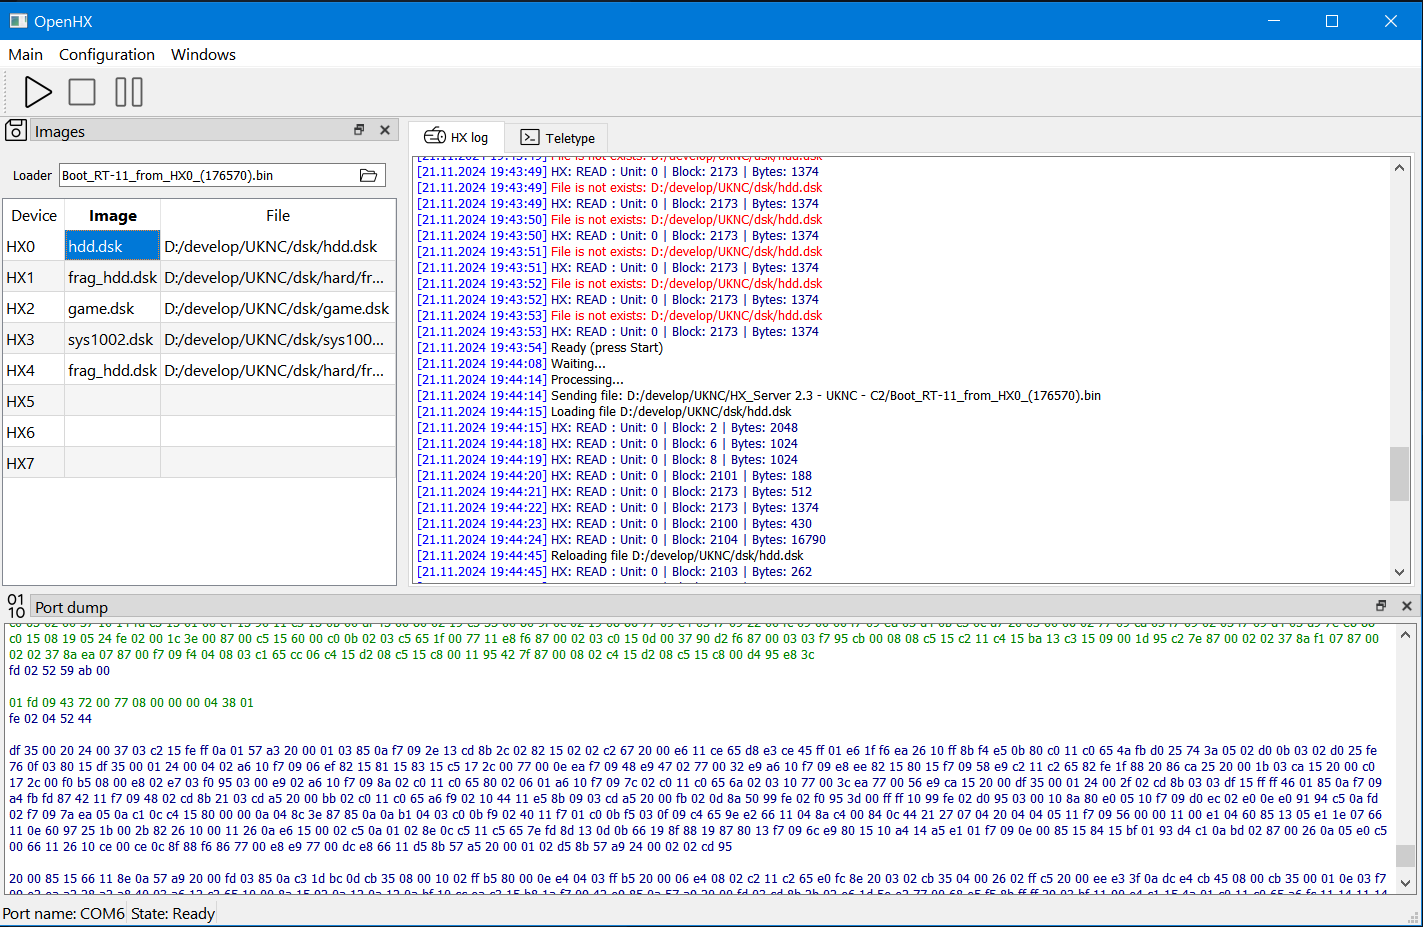 OpenHX
Main Configuration Windows
Images
Loader Boot_RT-11_from_HX0_(176570).bin
Device Image File
HX0 hdd.dsk D:/develop/UKNC/dsk/hdd.dsk
HX1 frag_hdd.dsk D:/develop/UKNC/dsk/hard/fr...
HX2 game.dsk D:/develop/UKNC/dsk/game.dsk
HX3 sys1002.dsk D:/develop/UKNC/dsk/sys100...
HX4 frag_hdd.dsk D:/develop/UKNC/dsk/hard/fr...
HX5
HX6
HX7
HX log Teletype
[21.11.2024 19:43:49] File is not exists: D:/develop/UKNC/dsk/hdd.dsk
[21.11.2024 19:43:49] HX: READ : Unit: 0 | Block: 2173 | Bytes: 1374
[21.11.2024 19:43:49] File is not exists: D:/develop/UKNC/dsk/hdd.dsk
[21.11.2024 19:43:49] HX: READ : Unit: 0 | Block: 2173 | Bytes: 1374
[21.11.2024 19:43:50] File is not exists: D:/develop/UKNC/dsk/hdd.dsk
[21.11.2024 19:43:50] HX: READ : Unit: 0 | Block: 2173 | Bytes: 1374
[21.11.2024 19:43:51] File is not exists: D:/develop/UKNC/dsk/hdd.dsk
[21.11.2024 19:43:51] HX: READ : Unit: 0 | Block: 2173 | Bytes: 1374
[21.11.2024 19:43:52] File is not exists: D:/develop/UKNC/dsk/hdd.dsk
[21.11.2024 19:43:52] HX: READ : Unit: 0 | Block: 2173 | Bytes: 1374
[21.11.2024 19:43:53] File is not exists: D:/develop/UKNC/dsk/hdd.dsk
[21.11.2024 19:43:53] HX: READ : Unit: 0 | Block: 2173 | Bytes: 1374
[21.11.2024 19:43:54] Ready (press Start)
[21.11.2024 19:44:08] Waiting...
[21.11.2024 19:44:14] Processing...
[21.11.2024 19:44:14] Sending file: D:/develop/UKNC/HX_Server 2.3 - UKNC - C2/Boot_RT-11_from_HX0_(176570).bin
[21.11.2024 19:44:15] Loading file D:/develop/UKNC/dsk/hdd.dsk
[21.11.2024 19:44:15] HX: READ : Unit: 0 | Block: 2 | Bytes: 2048
[21.11.2024 19:44:18] HX: READ : Unit: 0 | Block: 6 | Bytes: 1024
[21.11.2024 19:44:19] HX: READ : Unit: 0 | Block: 8 | Bytes: 1024
[21.11.2024 19:44:20] HX: READ : Unit: 0 | Block: 2101 | Bytes: 188
[21.11.2024 19:44:21] HX: READ : Unit: 0 | Block: 2173 | Bytes: 512
[21.11.2024 19:44:22] HX: READ : Unit: 0 | Block: 2173 | Bytes: 1374
[21.11.2024 19:44:23] HX: READ : Unit: 0 | Block: 2100 | Bytes: 430
[21.11.2024 19:44:24] HX: READ : Unit: 0 | Block: 2104 | Bytes: 16790
[21.11.2024 19:44:45] Reloading file D:/develop/UKNC/dsk/hdd.dsk
[21.11.2024 19:44:45] HX: READ : Unit: 0 | Block: 2103 | Bytes: 262
01
10 Port dump
c0 15 08 19 05 24 fe 02 00 1c 3e 00 87 00 c5 15 60 00 c0 0b 02 03 c5 65 1f 00 77 11 e8 f6 87 00 02 03 c0 15 0d 00 37 90 d2 f6 87 00 03 03 f7 95 cb 00 08 08 c5 15 c2 11 c4 15 ba 13 c3 15 09 00 1d 95 c2 7e 87 00 02 02 37 8a f1 07 87 00
02 02 37 8a ea 07 87 00 f7 09 f4 04 08 03 c1 65 cc 06 c4 15 d2 08 c5 15 c8 00 11 95 42 7f 87 00 08 02 c4 15 d2 08 c5 15 c8 00 d4 95 e8 3c
fd 02 52 59 ab 00
01 fd 09 43 72 00 77 08 00 00 00 04 38 01
fe 02 04 52 44
df 35 00 20 24 00 37 03 c2 15 fe ff 0a 01 57 a3 20 00 01 03 85 0a f7 09 2e 13 cd 8b 2c 02 82 15 02 02 c2 67 20 00 e6 11 ce 65 d8 e3 ce 45 ff 01 e6 1f f6 ea 26 10 ff 8b f4 e5 0b 80 c0 11 c0 65 4a fb d0 25 74 3a 05 02 d0 0b 03 02 d0 25 fe
76 0f 03 80 15 df 35 00 01 24 00 04 02 a6 10 f7 09 06 ef 82 15 81 15 83 15 c5 17 2c 00 77 00 0e ea f7 09 48 e9 47 02 77 00 32 e9 a6 10 f7 09 e8 ee 82 15 80 15 f7 09 58 e9 c2 11 c2 65 82 fe 1f 88 20 86 ca 25 20 00 1b 03 ca 15 20 00 c0
17 2c 00 f0 b5 08 00 e8 02 e7 03 f0 95 03 00 e9 02 a6 10 f7 09 8a 02 c0 11 c0 65 80 02 06 01 a6 10 f7 09 7c 02 c0 11 c0 65 6a 02 03 10 77 00 3c ea 77 00 56 e9 ca 15 20 00 df 35 00 01 24 00 2f 02 cd 8b 03 03 df 15 ff ff 46 01 85 0a f7 09
a4 fb fd 87 42 11 f7 09 48 02 cd 8b 21 03 cd a5 20 00 bb 02 c0 11 c0 65 a6 f9 02 10 44 11 e5 8b 09 03 cd a5 20 00 fb 02 0d 8a 50 99 fe 02 f0 95 3d 00 ff ff 10 99 fe 02 d0 95 03 00 10 8a 80 e0 05 10 f7 09 d0 ec 02 e0 0e e0 91 94 c5 0a fd
02 f7 09 7a ea 05 0a c1 0c c4 15 80 00 00 0a 04 8c 3e 87 85 0a 0a b1 04 03 c0 0b f9 02 40 11 f7 01 c0 0b f5 03 0f 09 c4 65 9e e2 66 11 04 8a c4 00 84 0c 44 21 27 07 04 20 04 04 05 11 f7 09 56 00 00 11 00 e1 04 60 85 13 05 e1 1e 07 66
11 0e 60 97 25 1b 00 2b 82 26 10 00 11 26 0a e6 15 00 02 c5 0a 01 02 8e 0c c5 11 c5 65 7e fd 8d 13 0d 0b 66 19 8f 88 19 87 80 13 f7 09 6c e9 80 15 10 a4 14 a5 e1 01 f7 09 0e 00 85 15 84 15 bf 01 93 d4 c1 0a bd 02 87 00 26 0a 05 e0 c5
00 66 11 26 10 ce 00 ce 0c 8f 88 f6 86 77 00 e8 e9 77 00 dc e8 66 11 d5 8b 57 a5 20 00 01 02 d5 8b 57 a9 24 00 02 02 cd 95
20 00 85 15 66 11 8e 0a 57 a9 20 00 fd 03 85 0a c3 1d bc 0d cb 35 08 00 10 02 ff b5 80 00 0e e4 04 03 ff b5 20 00 06 e4 08 02 c2 11 c2 65 e0 fc 8e 20 03 02 cb 35 04 00 26 02 ff c5 20 00 ee e3 3f 0a dc e4 cb 45 08 00 cb 35 00 01 0e 03 f7
Port name: COM6 State: Ready